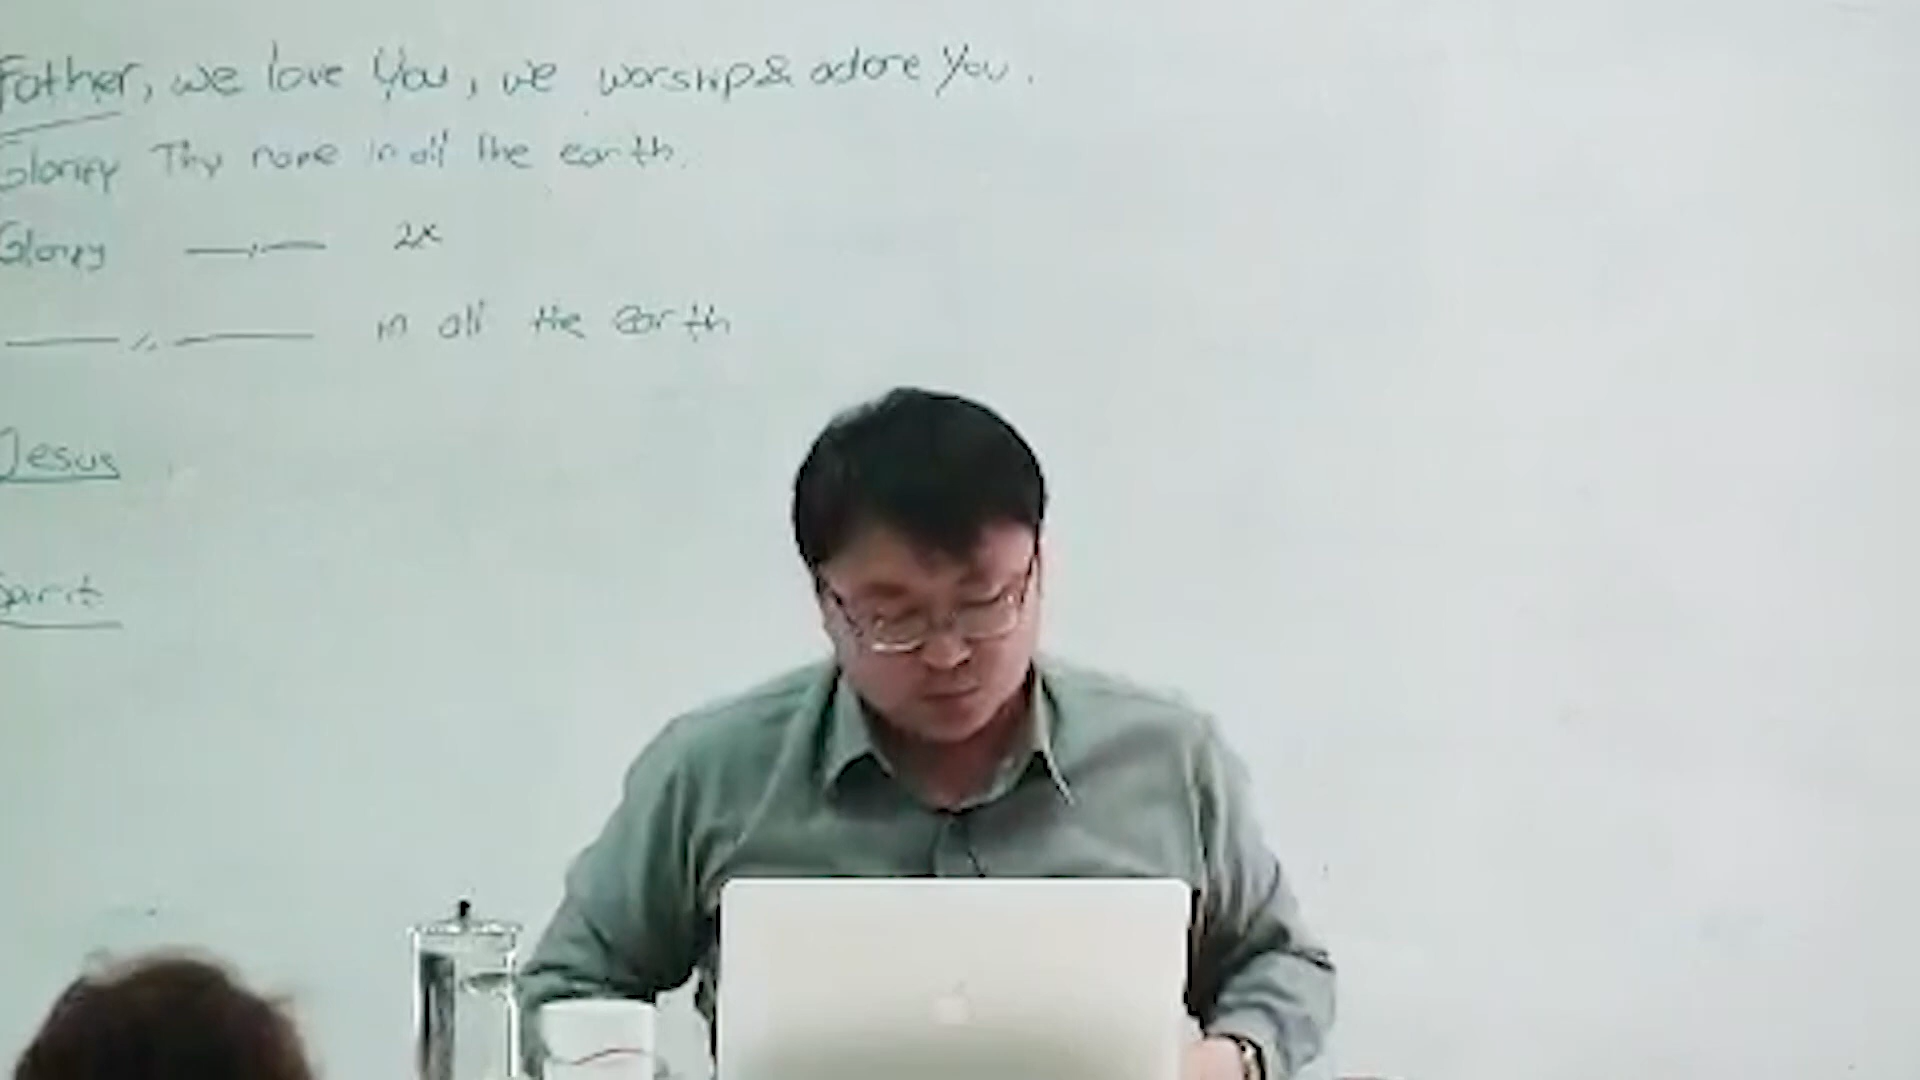 Father, we love You, we worship & adore You.
Glorify Thy name in all the earth.
Glorify —〃— 2x
—〃— in all the earth
Jesus
Spirit